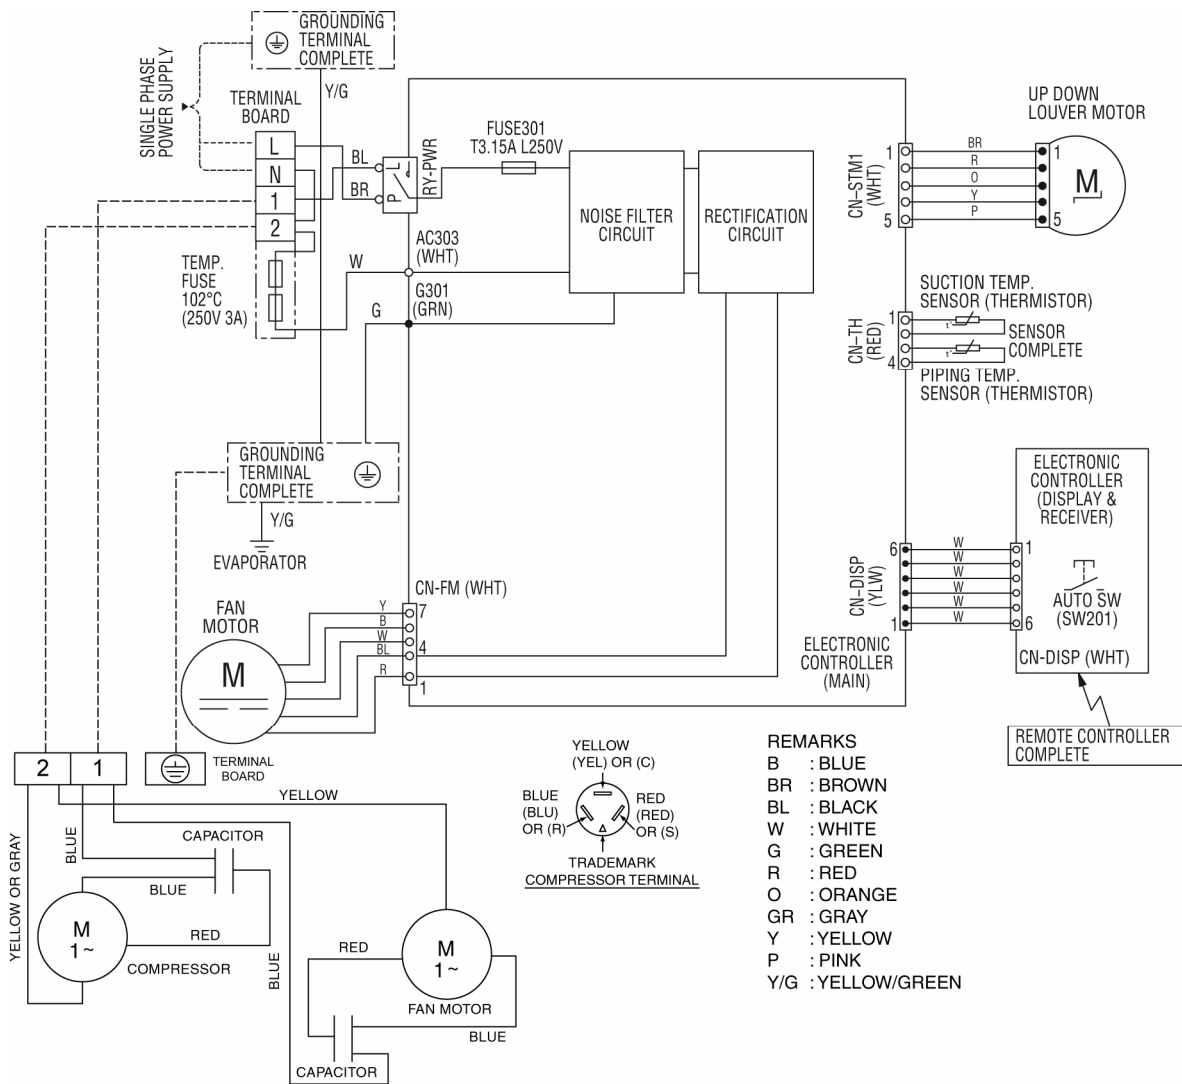 GROUNDING
TERMINAL
COMPLETE
SINGLE PHASE
POWER SUPPLY
Y/G
TERMINAL
BOARD
L
N
1
2
BL
BR
L
P
RY-PWR
FUSE301
T3.15A L250V
NOISE FILTER
CIRCUIT
RECTIFICATION
CIRCUIT
UP DOWN
LOUVER MOTOR
CN-STM1
(WHT)
1
5
BR
R
O
Y
P
1
5
M
AC303
(WHT)
W
G301
(GRN)
G
TEMP.
FUSE
102°C
(250V 3A)
SUCTION TEMP.
SENSOR (THERMISTOR)
CN-TH
(RED)
1
4
t°
t°
SENSOR
COMPLETE
PIPING TEMP.
SENSOR (THERMISTOR)
GROUNDING
TERMINAL
COMPLETE
Y/G
EVAPORATOR
ELECTRONIC
CONTROLLER
(DISPLAY &
RECEIVER)
CN-DISP
(YLW)
6
1
W
W
W
W
W
W
1
6
AUTO SW
(SW201)
CN-DISP (WHT)
ELECTRONIC
CONTROLLER
(MAIN)
REMOTE CONTROLLER
COMPLETE
CN-FM (WHT)
FAN
MOTOR
M
Y
B
W
BL
R
7
4
1
2
1
TERMINAL
BOARD
YELLOW
YELLOW OR GRAY
BLUE
CAPACITOR
BLUE
M
1~
RED
COMPRESSOR
BLUE
RED
M
1~
FAN MOTOR
BLUE
CAPACITOR
YELLOW
(YEL) OR (C)
BLUE
(BLU)
OR (R)
RED
(RED)
OR (S)
TRADEMARK
COMPRESSOR TERMINAL
REMARKS
B : BLUE
BR : BROWN
BL : BLACK
W : WHITE
G : GREEN
R : RED
O : ORANGE
GR : GRAY
Y : YELLOW
P : PINK
Y/G : YELLOW/GREEN